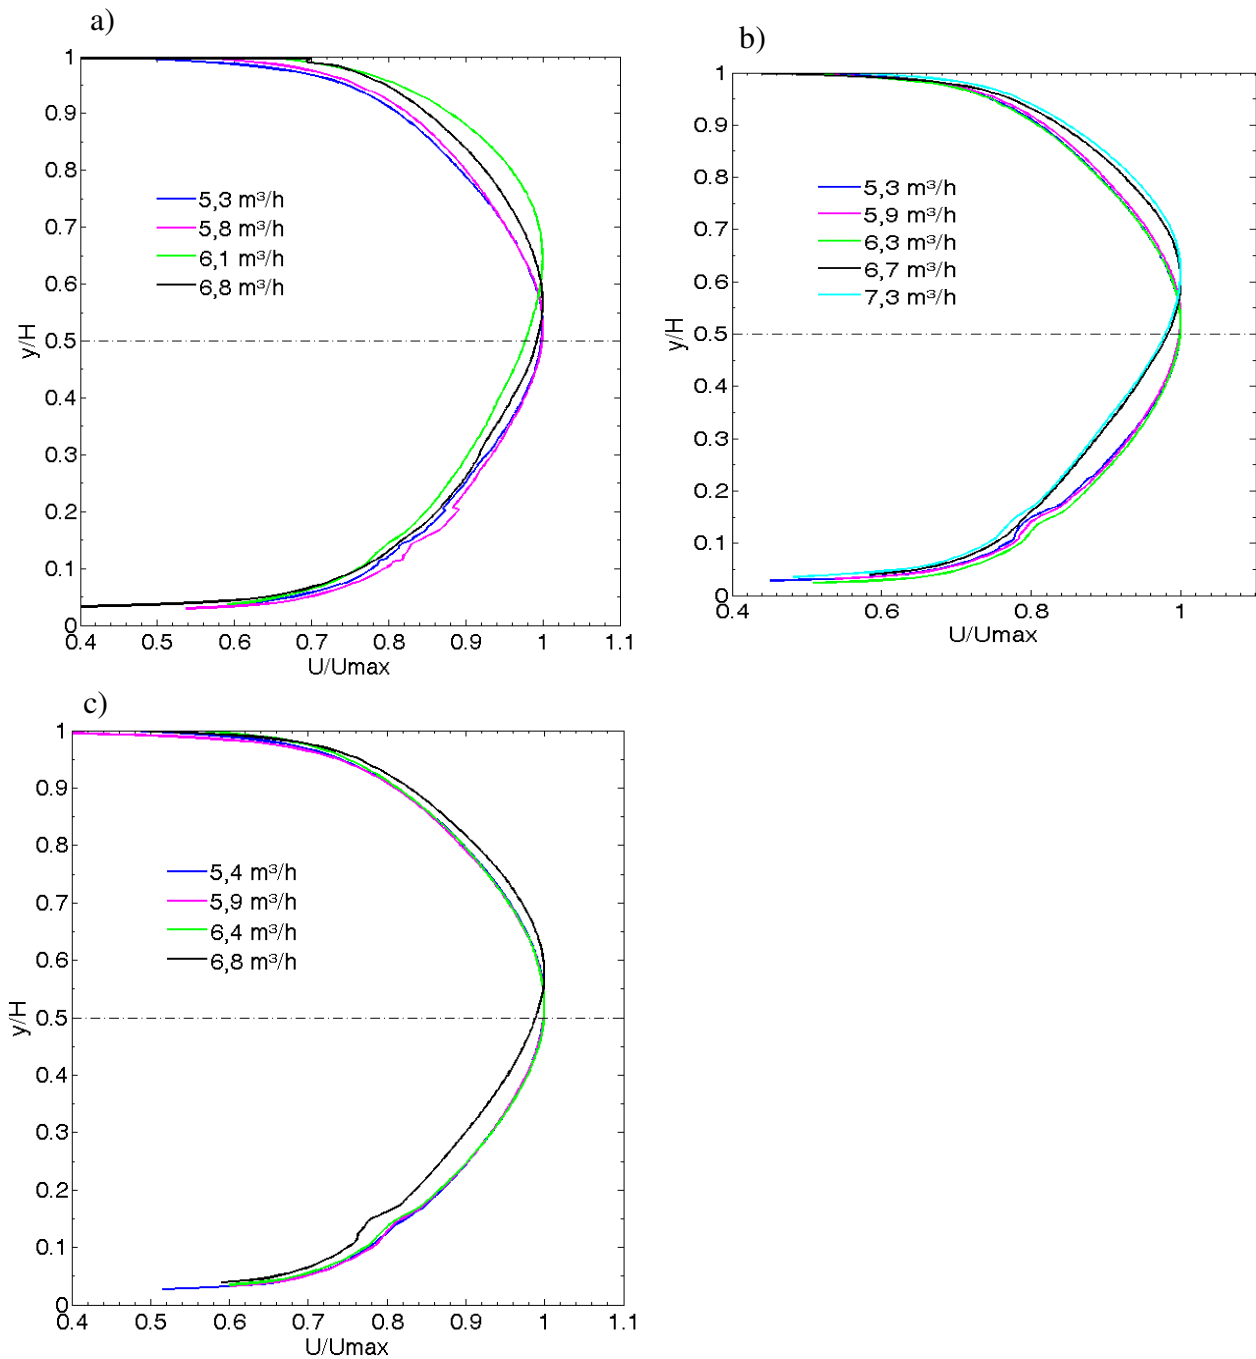 a)
1
0.9
0.8
0.7
0.6
0.5
0.4
0.3
0.2
0.1
0
y/H
5,3 m³/h
5,8 m³/h
6,1 m³/h
6,8 m³/h
0.4 0.5 0.6 0.7 0.8 0.9 1 1.1
U/Umax
b)
1
0.9
0.8
0.7
0.6
0.5
0.4
0.3
0.2
0.1
0
y/H
5,3 m³/h
5,9 m³/h
6,3 m³/h
6,7 m³/h
7,3 m³/h
0.4 0.6 0.8 1
U/Umax
c)
1
0.9
0.8
0.7
0.6
0.5
0.4
0.3
0.2
0.1
0
y/H
5,4 m³/h
5,9 m³/h
6,4 m³/h
6,8 m³/h
0.4 0.5 0.6 0.7 0.8 0.9 1 1.1
U/Umax